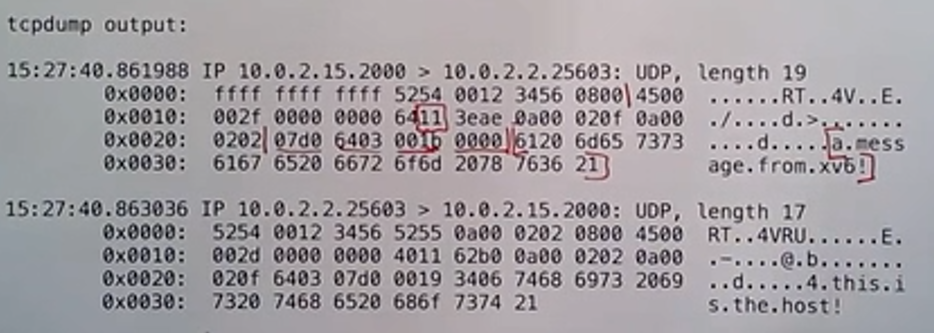 tcpdump output:
15:27:40.861988 IP 10.0.2.15.2000 > 10.0.2.2.25603: UDP, length 19
0x0000: ffff ffff ffff 5254 0012 3456 0800 4500 ......RT..4V..E.
0x0010: 002f 0000 0000 6411 3eae 0a00 020f 0a00 ./....d.>.......
0x0020: 0202 07d0 6403 001b 0000 6120 6d65 7373 ....d.....a.mess
0x0030: 6167 6520 6672 6f6d 2078 7636 21 age.from.xv6!
15:27:40.863036 IP 10.0.2.2.25603 > 10.0.2.15.2000: UDP, length 17
0x0000: 5254 0012 3456 5255 0a00 0202 0800 4500 RT..4VRU......E.
0x0010: 002d 0000 0000 4011 62b0 0a00 0202 0a00 .-....@.b.......
0x0020: 020f 6403 07d0 0019 3406 7468 6973 2069 ..d.....4.this.i
0x0030: 7320 7468 6520 686f 7374 21 s.the.host!